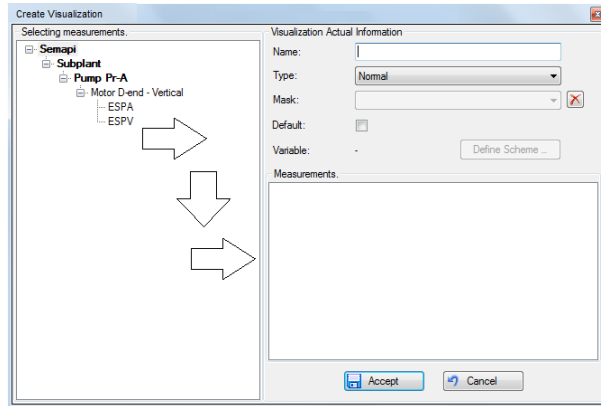 Create Visualization
Selecting measurements.
Semapi
Subplant
Pump Pr-A
Motor D-end - Vertical
ESPA
ESPV
Visualization Actual Information
Name:
Type:
Normal
Mask:
Default:
Variable:
-
Define Scheme ...
Measurements.
Accept
Cancel